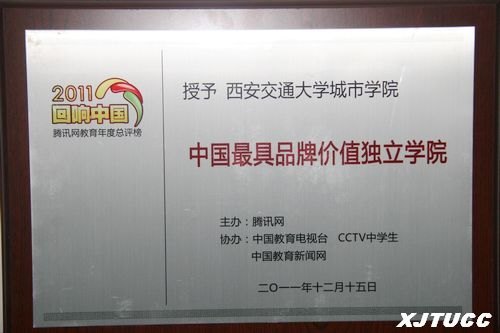 2011
回响中国
腾讯网教育年度总评榜
授予 西安交通大学城市学院
中国最具品牌价值独立学院
主办：腾讯网
协办：中国教育电视台 CCTV中学生
中国教育新闻网
二〇一一年十二月十五日
XJTUCC